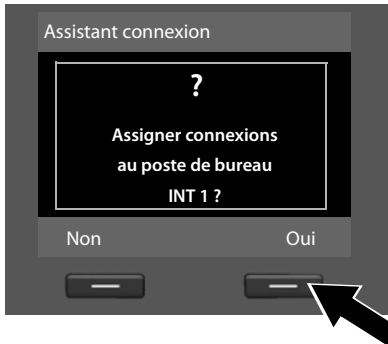 Assistant connexion
?
Assigner connexions
au poste de bureau
INT 1 ?
Non Oui